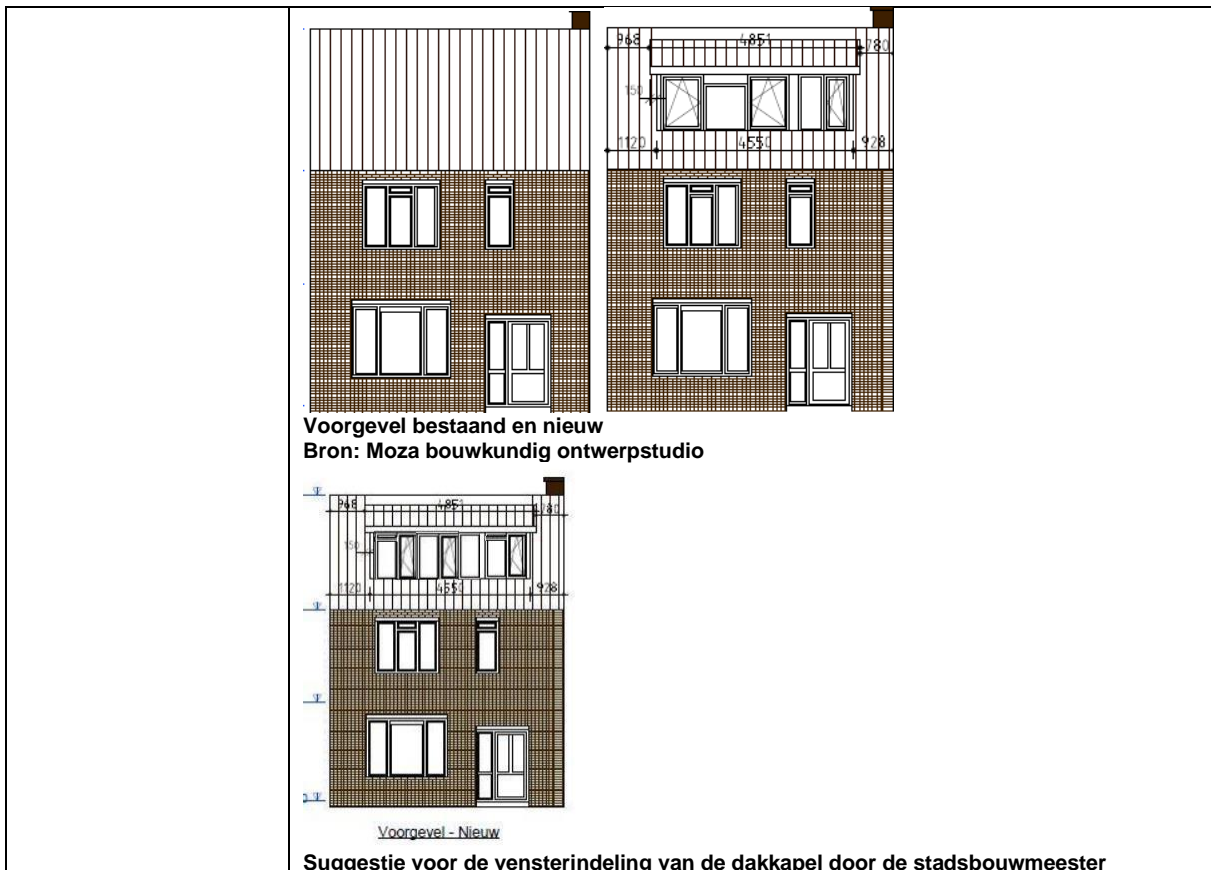 968 4851 780
150
1120 4550 928
Voorgevel bestaand en nieuw
Bron: Moza bouwkundig ontwerpstudio
968 4851 780
150
1120 4550 928
Voorgevel - Nieuw
Suggestie voor de vensterindeling van de dakkapel door de stadsbouwmeester